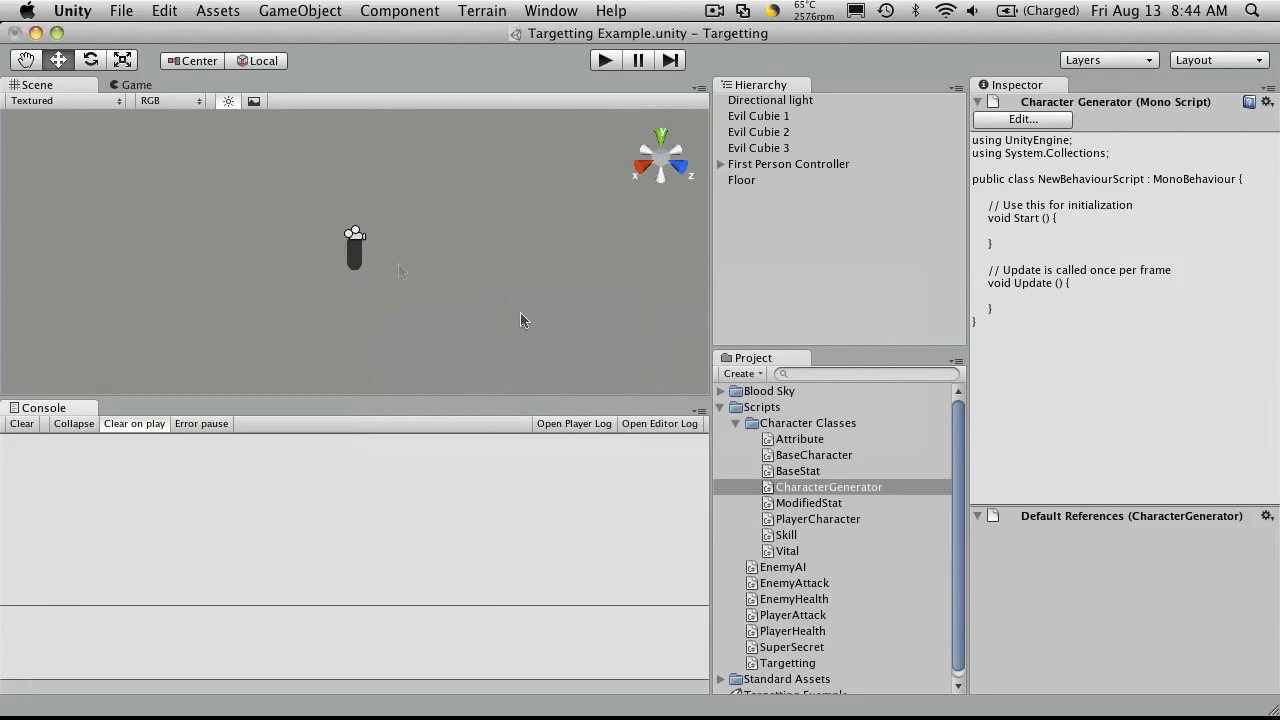 Unity File Edit Assets GameObject Component Terrain Window Help
65°C
2576rpm
(Charged) Fri Aug 13 8:44 AM
Targetting Example.unity – Targetting
Center Local
Layers Layout
Scene Game
Textured RGB
x y z
Console
Clear Collapse Clear on play Error pause Open Player Log Open Editor Log
Hierarchy
Directional light
Evil Cubie 1
Evil Cubie 2
Evil Cubie 3
First Person Controller
Floor
Project
Create
Blood Sky
Scripts
Character Classes
Attribute
BaseCharacter
BaseStat
CharacterGenerator
ModifiedStat
PlayerCharacter
Skill
Vital
EnemyAI
EnemyAttack
EnemyHealth
PlayerAttack
PlayerHealth
SuperSecret
Targetting
Standard Assets
Targetting Example
Inspector
Character Generator (Mono Script)
Edit...
using UnityEngine;
using System.Collections;
public class NewBehaviourScript : MonoBehaviour {
// Use this for initialization
void Start () {
}
// Update is called once per frame
void Update () {
}
}
Default References (CharacterGenerator)